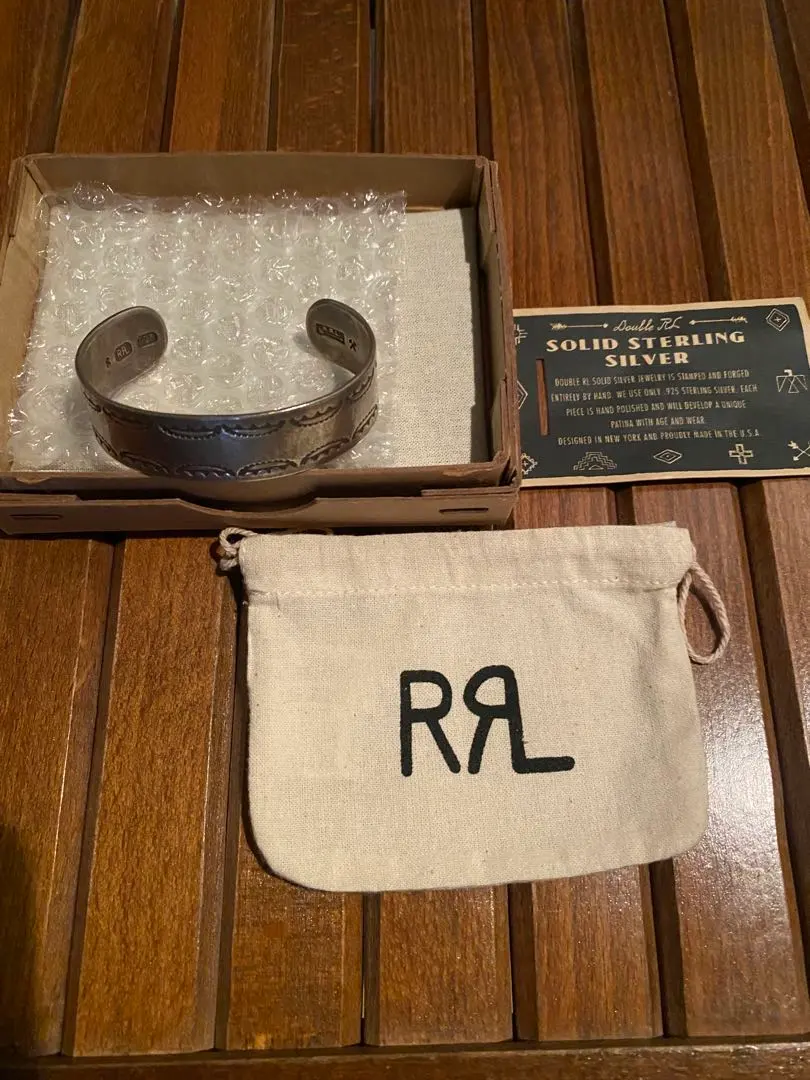 Double RL
SOLID STERLING
SILVER
DOUBLE RL SOLID SILVER JEWELRY IS STAMPED AND FORGED
ENTIRELY BY HAND. WE USE ONLY .925 STERLING SILVER. EACH
PIECE IS HAND POLISHED AND WILL DEVELOP A UNIQUE
PATINA WITH AGE AND WEAR.
DESIGNED IN NEW YORK AND PROUDLY MADE IN THE U.S.A.
RRL
RRL